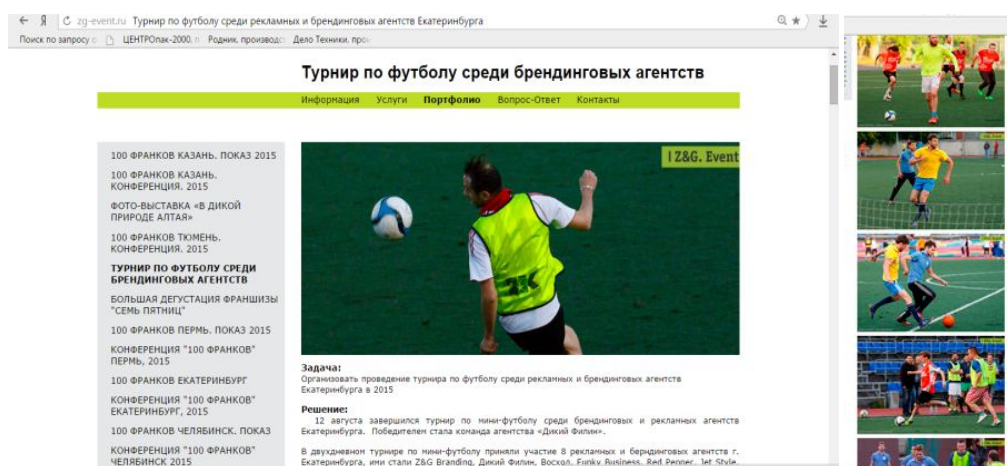 zg-event.ru Турнир по футболу среди рекламных и брендинговых агентств Екатеринбурга
Поиск по запросу с ЦЕНТРОпак-2000. п Родник. производс Дело Техники. про
Турнир по футболу среди брендинговых агентств
Информация Услуги Портфолио Вопрос-Ответ Контакты
| Z&G. Event
100 ФРАНКОВ КАЗАНЬ. ПОКАЗ 2015
100 ФРАНКОВ КАЗАНЬ.
КОНФЕРЕНЦИЯ. 2015
ФОТО-ВЫСТАВКА «В ДИКОЙ
ПРИРОДЕ АЛТАЯ»
100 ФРАНКОВ ТЮМЕНЬ.
КОНФЕРЕНЦИЯ. 2015
ТУРНИР ПО ФУТБОЛУ СРЕДИ
БРЕНДИНГОВЫХ АГЕНТСТВ
БОЛЬШАЯ ДЕГУСТАЦИЯ ФРАНШИЗЫ
"СЕМЬ ПЯТНИЦ"
100 ФРАНКОВ ПЕРМЬ. ПОКАЗ 2015
КОНФЕРЕНЦИЯ "100 ФРАНКОВ"
ПЕРМЬ, 2015
100 ФРАНКОВ ЕКАТЕРИНБУРГ
КОНФЕРЕНЦИЯ "100 ФРАНКОВ"
ЕКАТЕРИНБУРГ, 2015
100 ФРАНКОВ ЧЕЛЯБИНСК. ПОКАЗ
КОНФЕРЕНЦИЯ "100 ФРАНКОВ"
ЧЕЛЯБИНСК 2015
Задача:
Организовать проведение турнира по футболу среди рекламных и брендинговых агентств
Екатеринбурга в 2015
Решение:
12 августа завершился турнир по мини-футболу среди брендинговых и рекламных агентств
Екатеринбурга. Победителем стала команда агентства «Дикий Филин».
В двухдневном турнире по мини-футболу приняли участие 8 рекламных и берндинговых агентств г.
Екатеринбурга, ими стали Z&G Branding, Дикий Филин, Восход, Funky Business, Red Pepper, Jet Style,